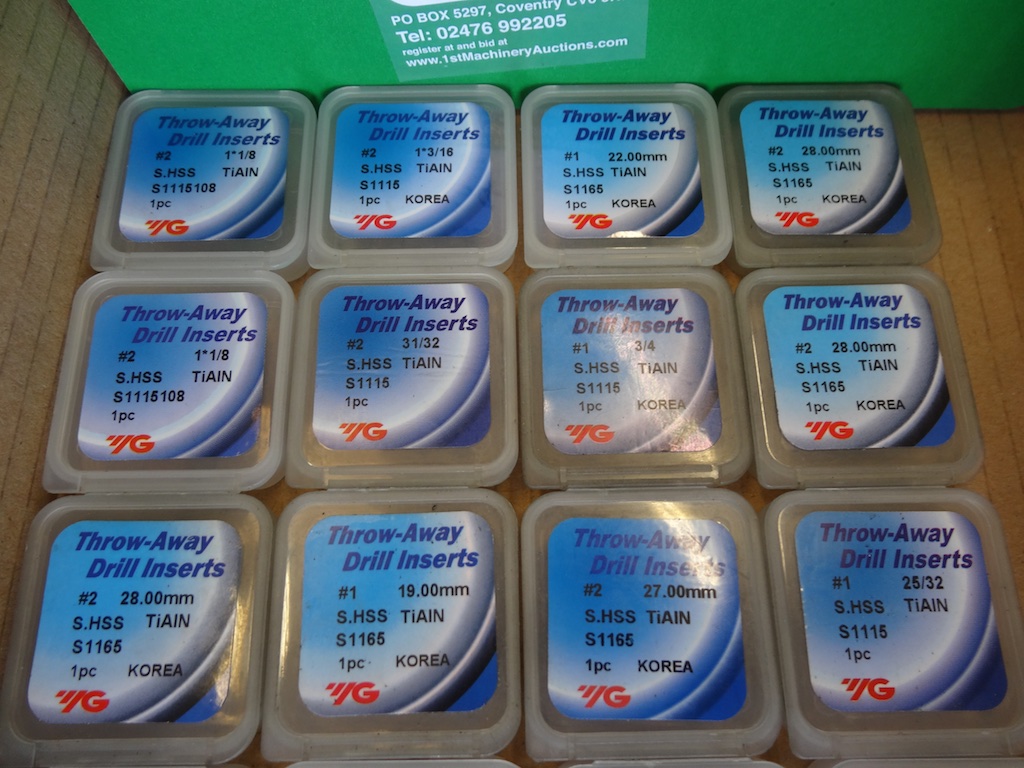 PO BOX 5297, Coventry
Tel: 02476 992205
register at and bid at
www.1stMachineryAuctions.com
Throw-Away
Drill Inserts
#2 1*1/8
S.HSS TiAlN
S1115108
1pc
YG
Throw-Away
Drill Inserts
#2 1*3/16
S.HSS TiAlN
S1115
1pc KOREA
YG
Throw-Away
Drill Inserts
#1 22.00mm
S.HSS TiAlN
S1165
1pc KOREA
YG
Throw-Away
Drill Inserts
#2 28.00mm
S.HSS TiAlN
S1165
1pc KOREA
YG
Throw-Away
Drill Inserts
#2 1*1/8
S.HSS TiAlN
S1115108
1pc
YG
Throw-Away
Drill Inserts
#2 31/32
S.HSS TiAlN
S1115
1pc
YG
Throw-Away
Drill Inserts
#1 3/4
S.HSS TiAlN
S1115
1pc KOREA
YG
Throw-Away
Drill Inserts
#2 28.00mm
S.HSS TiAlN
S1165
1pc KOREA
YG
Throw-Away
Drill Inserts
#2 28.00mm
S.HSS TiAlN
S1165
1pc KOREA
YG
Throw-Away
Drill Inserts
#1 19.00mm
S.HSS TiAlN
S1165
1pc KOREA
YG
Throw-Away
Drill Inserts
#2 27.00mm
S.HSS TiAlN
S1165
1pc KOREA
YG
Throw-Away
Drill Inserts
#1 25/32
S.HSS TiAlN
S1115
1pc
YG